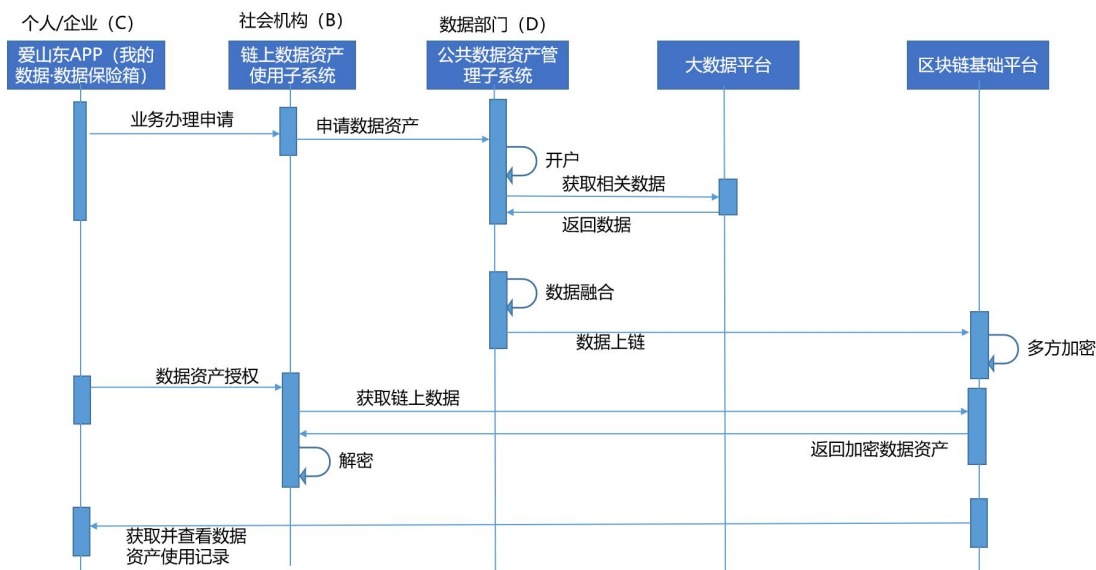 个人/企业（C）
社会机构（B）
数据部门（D）
爱山东APP（我的
数据·数据保险箱）
链上数据资产
使用子系统
公共数据资产管
理子系统
大数据平台
区块链基础平台
业务办理申请
申请数据资产
开户
获取相关数据
返回数据
数据融合
数据上链
多方加密
数据资产授权
获取链上数据
返回加密数据资产
解密
获取并查看数据
资产使用记录